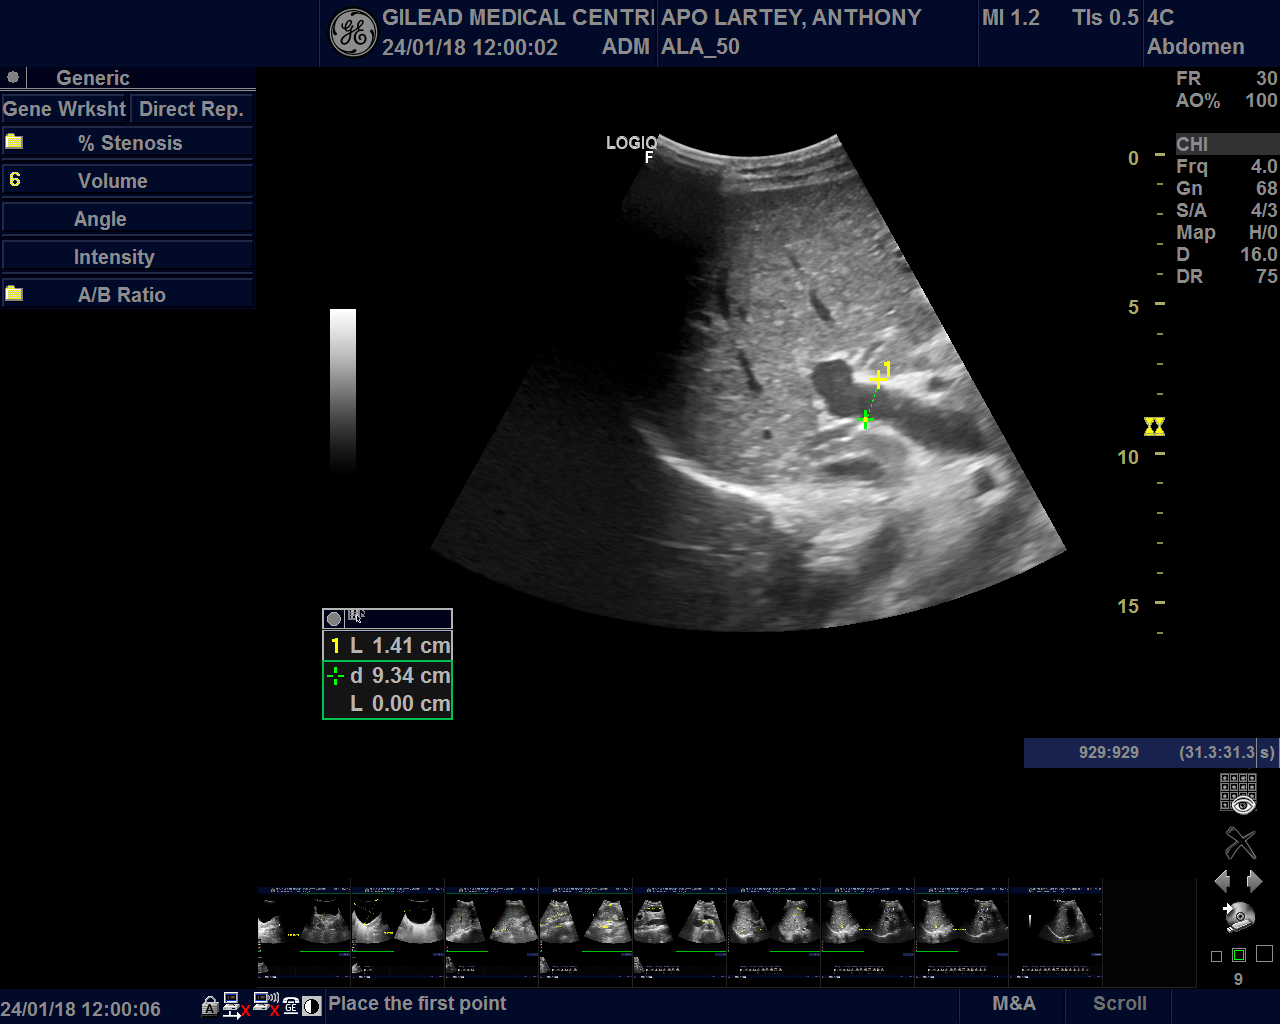 GILEAD MEDICAL CENTRI
APO LARTEY, ANTHONY
MI 1.2 TIs 0.5
4C
24/01/18 12:00:02 ADM
ALA_50
Abdomen
Generic
Gene Wrksht Direct Rep.
% Stenosis
6 Volume
Angle
Intensity
A/B Ratio
LOGIQ
F
FR 30
AO% 100
CHI
Frq 4.0
Gn 68
S/A 4/3
Map H/0
D 16.0
DR 75
0
5
10
15
1
1 L 1.41 cm
d 9.34 cm
L 0.00 cm
929:929 (31.3:31.3 s)
9
24/01/18 12:00:06
A
GE
Place the first point
M&A
Scroll